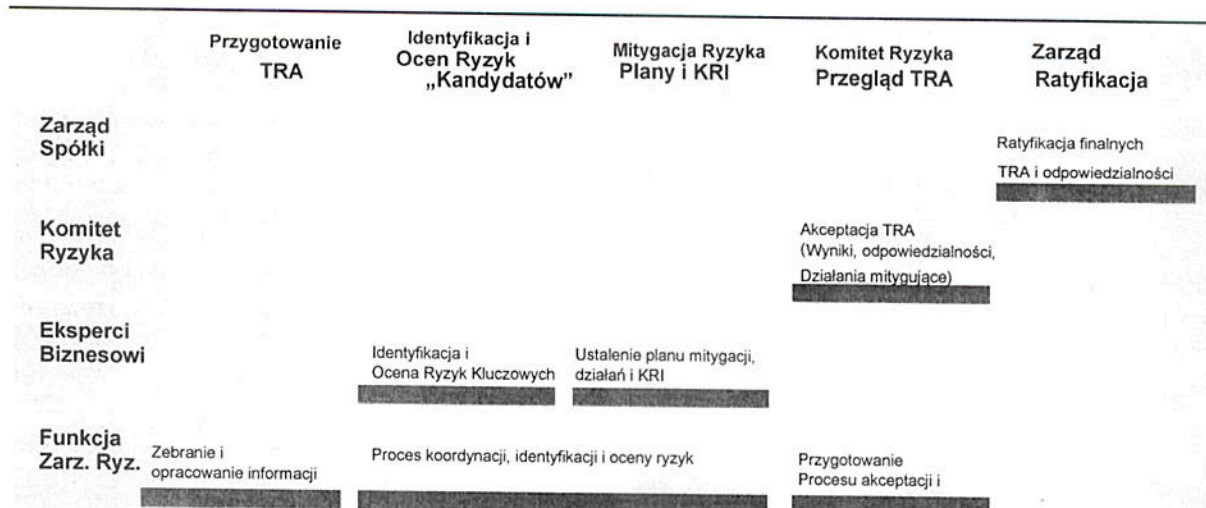 Przygotowanie
TRA
Identyfikacja i
Ocen Ryzyk
„Kandydatów”
Mitygacja Ryzyka
Plany i KRI
Komitet Ryzyka
Przegląd TRA
Zarząd
Ratyfikacja
Zarząd
Spółki
Ratyfikacja finalnych
TRA i odpowiedzialności
Komitet
Ryzyka
Akceptacja TRA
(Wyniki, odpowiedzialności,
Działania mitygujące)
Eksperci
Biznesowi
Identyfikacja i
Ocena Ryzyk Kluczowych
Ustalenie planu mitygacji,
działań i KRI
Funkcja
Zarz. Ryz.
Zebranie i
opracowanie informacji
Proces koordynacji, identyfikacji i oceny ryzyk
Przygotowanie
Procesu akceptacji i